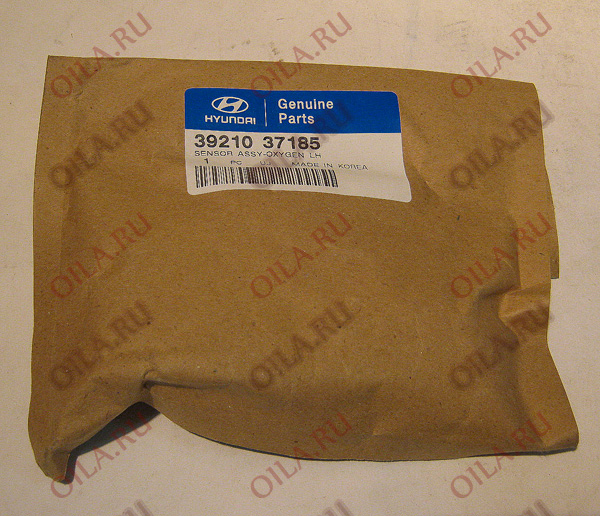 HYUNDAI
Genuine
Parts
39210 37185
SENSOR ASSY-OXYGEN LH
1 PC MADE IN KOREA
OILA.RU